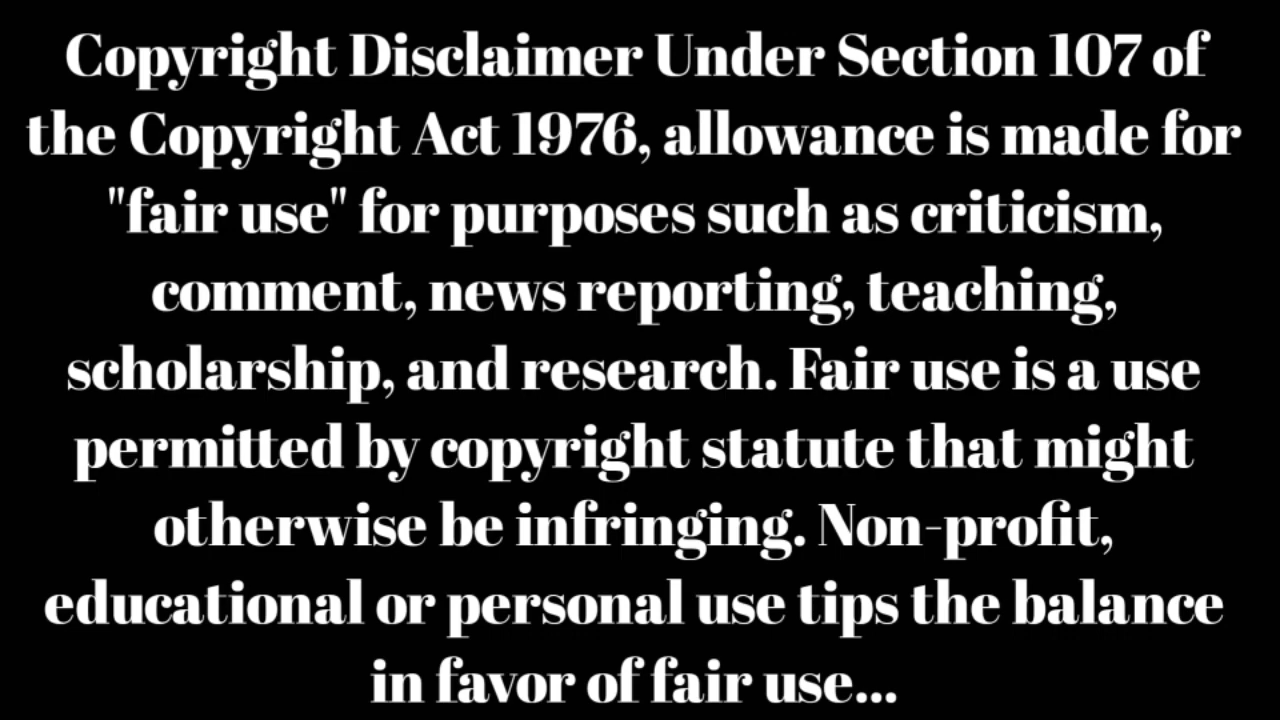 Copyright Disclaimer Under Section 107 of
the Copyright Act 1976, allowance is made for
"fair use" for purposes such as criticism,
comment, news reporting, teaching,
scholarship, and research. Fair use is a use
permitted by copyright statute that might
otherwise be infringing. Non-profit,
educational or personal use tips the balance
in favor of fair use...